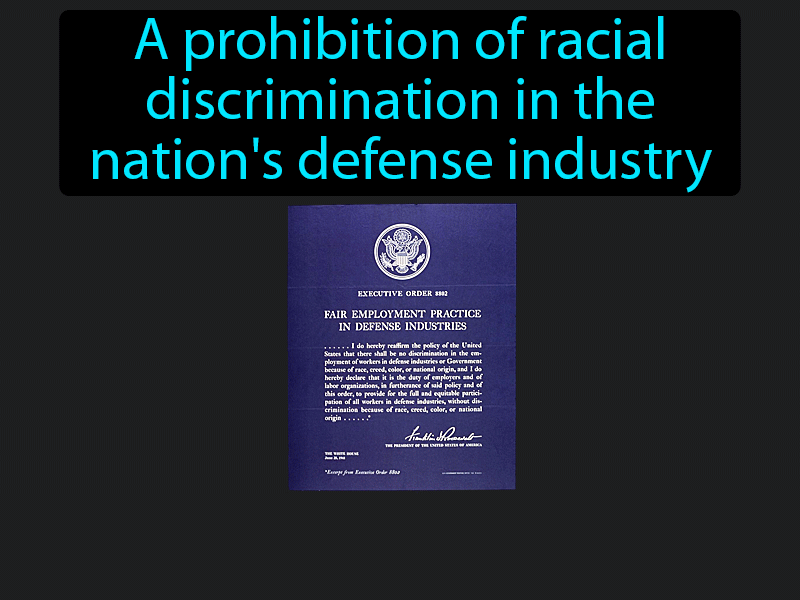 A prohibition of racial
discrimination in the
nation's defense industry
EXECUTIVE ORDER 8802
FAIR EMPLOYMENT PRACTICE
IN DEFENSE INDUSTRIES
. . . . . . I do hereby reaffirm the policy of the United
States that there shall be no discrimination in the em-
ployment of workers in defense industries or Government
because of race, creed, color, or national origin, and I do
hereby declare that it is the duty of employers and of
labor organizations, in furtherance of said policy and of
this order, to provide for the full and equitable partici-
pation of all workers in defense industries, without dis-
crimination because of race, creed, color, or national
origin . . . . . ."
Franklin D Roosevelt
THE PRESIDENT OF THE UNITED STATES OF AMERICA
THE WHITE HOUSE
June 25, 1941
*Excerpt from Executive Order 8802